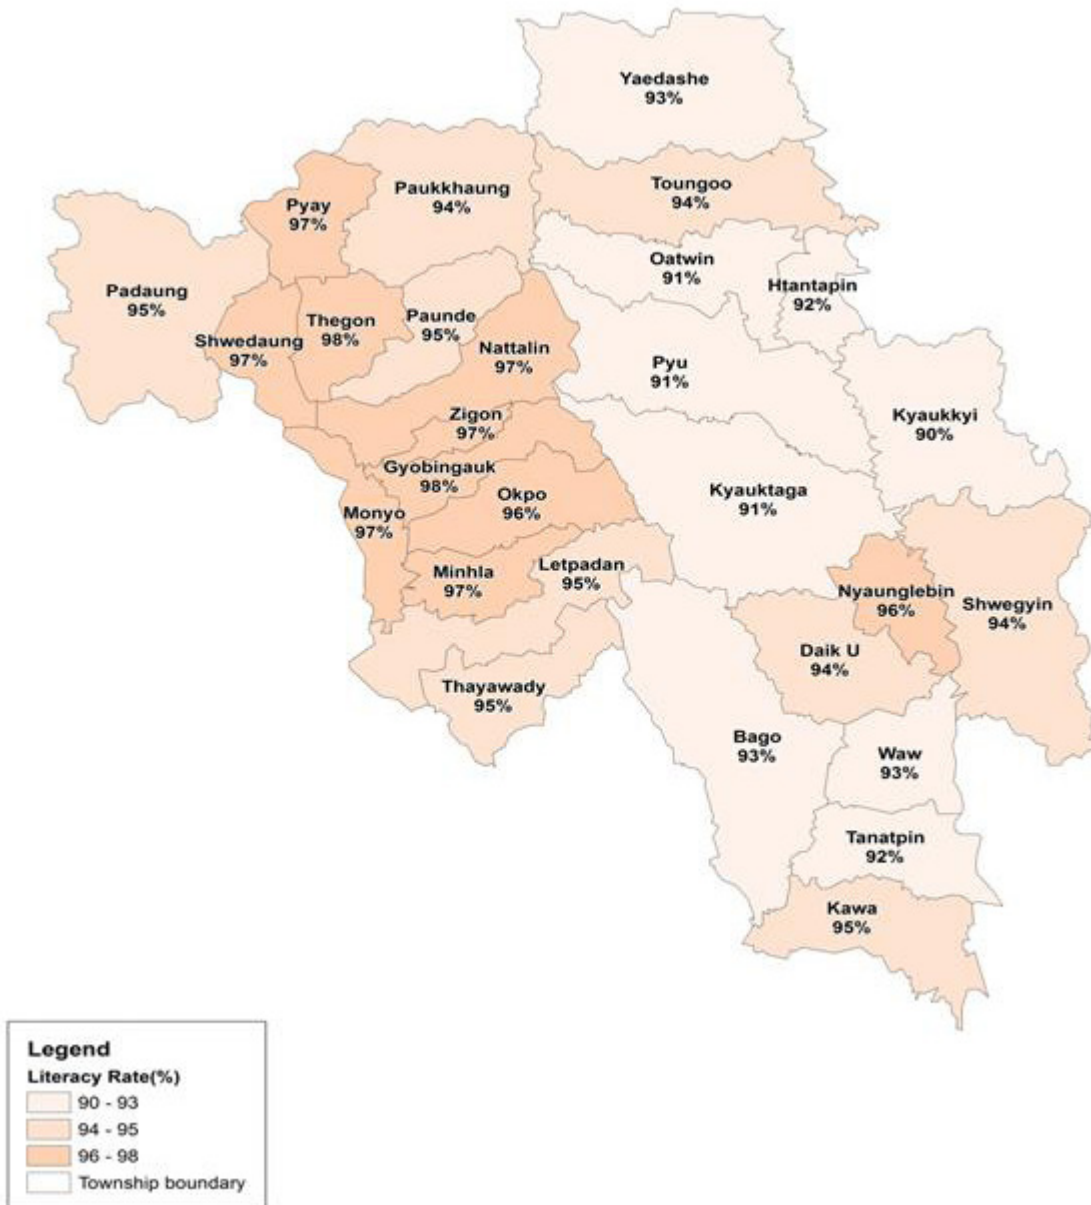 Yaedashe
93%
Paukkhaung
94%
Toungoo
94%
Pyay
97%
Oatwin
91%
Htantapin
92%
Padaung
95%
Shwedaung
97%
Thegon
98%
Paunde
95%
Nattalin
97%
Pyu
91%
Kyaukkyi
90%
Zigon
97%
Gyobingauk
98%
Okpo
96%
Kyauktaga
91%
Monyo
97%
Minhla
97%
Letpadan
95%
Nyaunglebin
96%
Shwegyin
94%
Daik U
94%
Thayawady
95%
Bago
93%
Waw
93%
Tanatpin
92%
Kawa
95%
Legend
Literacy Rate(%)
90 - 93
94 - 95
96 - 98
Township boundary